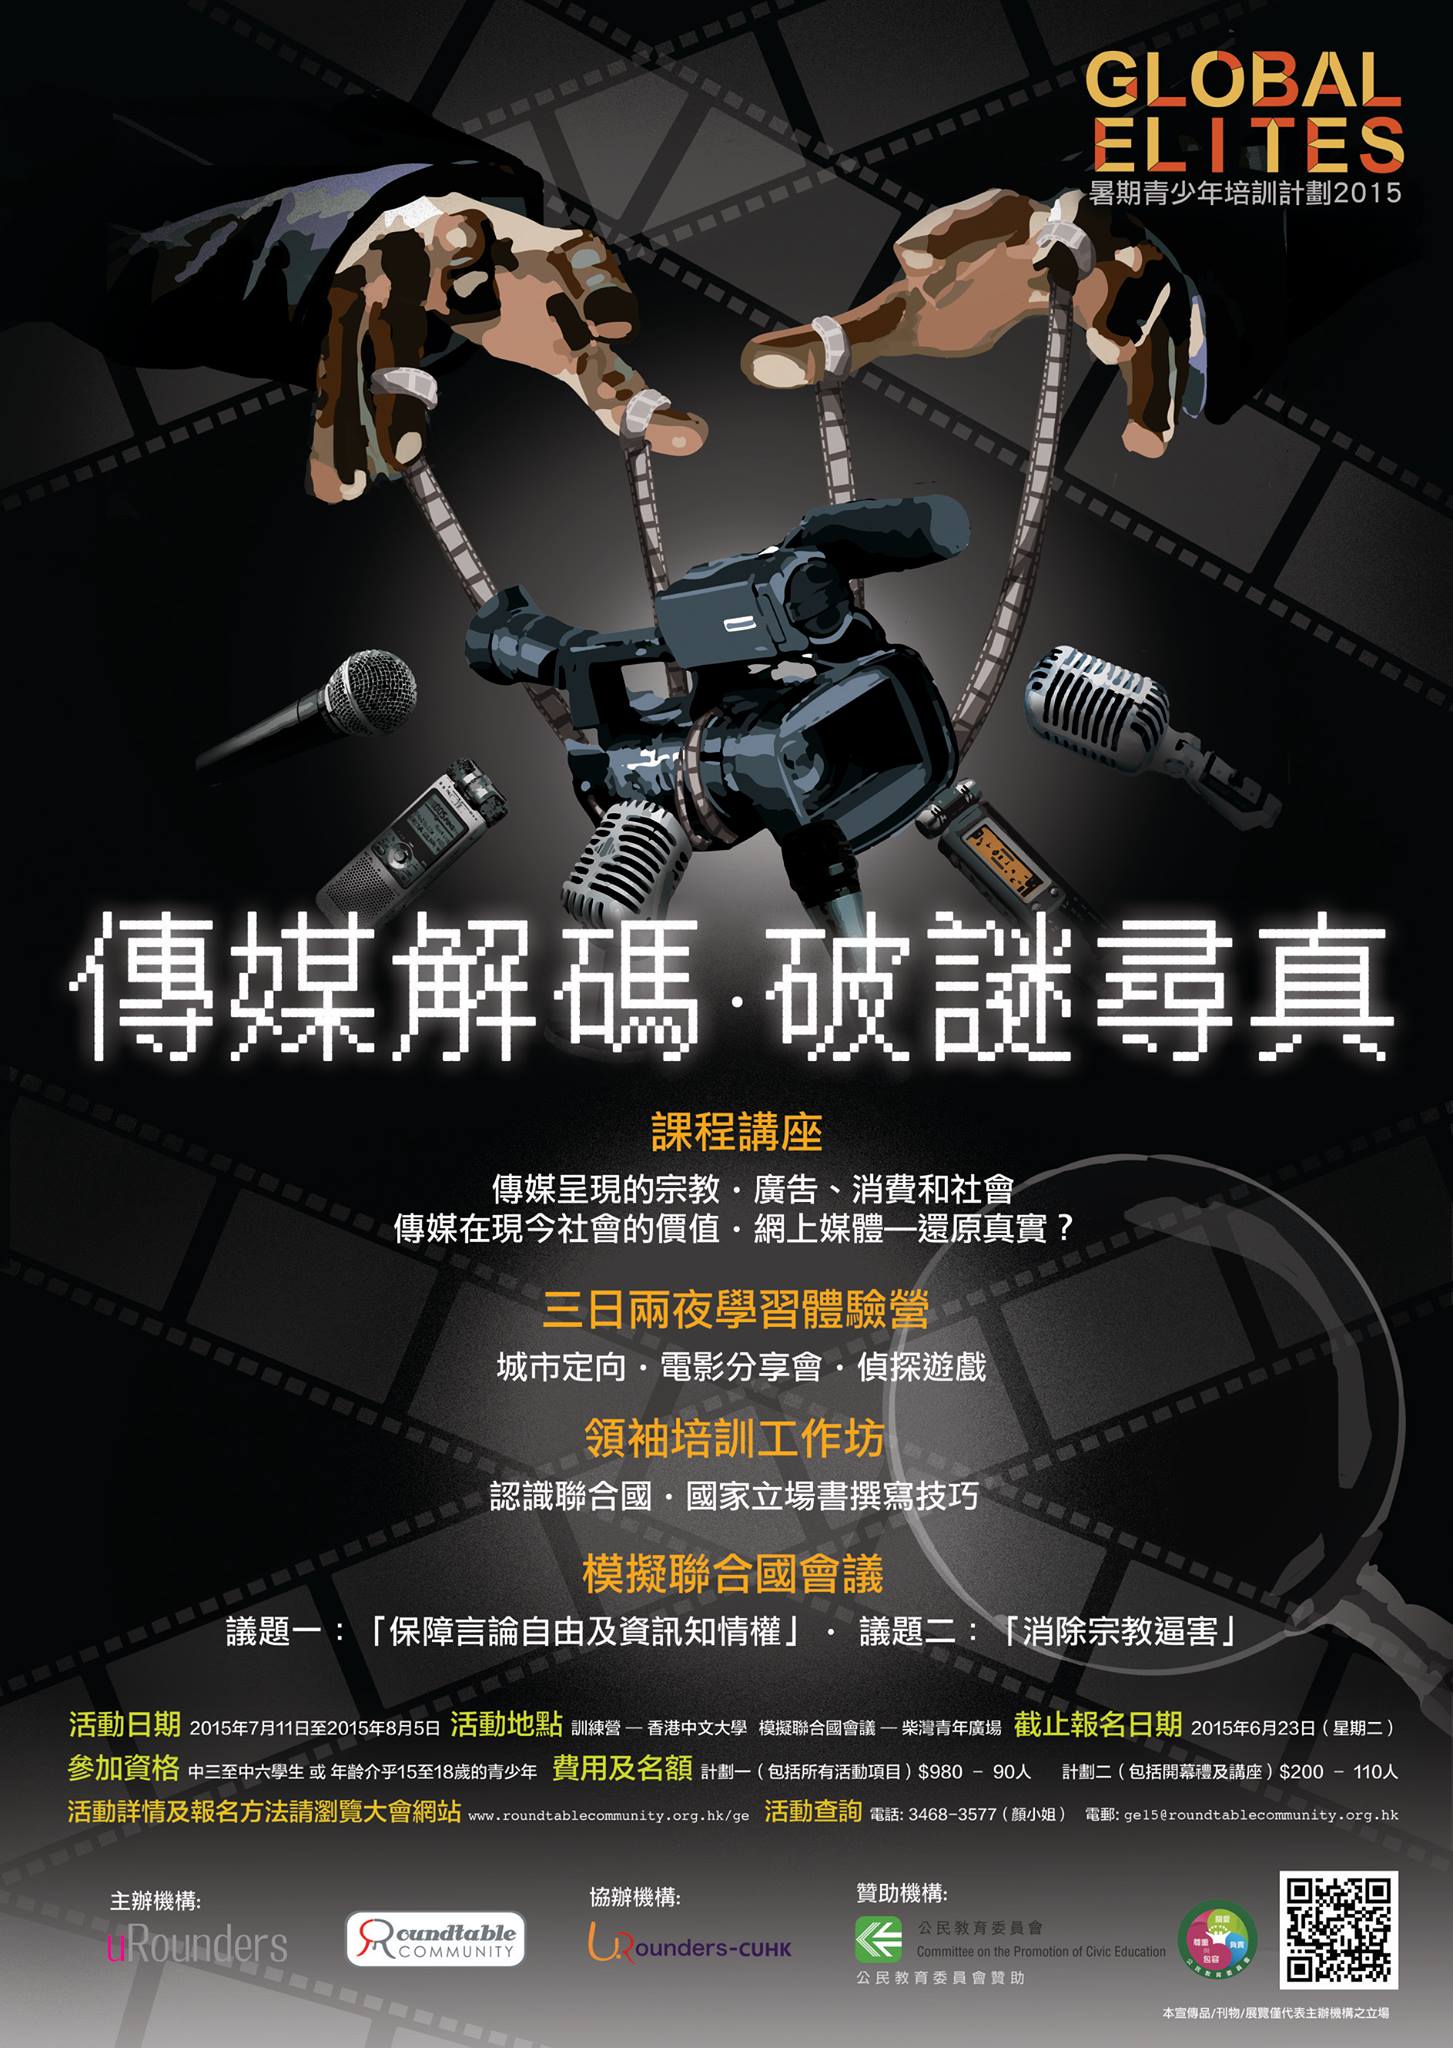 GLOBAL
ELITES
暑期青少年培訓計劃2015
傳媒解碼·破謎尋真
課程講座
傳媒呈現的宗教·廣告、消費和社會
傳媒在現今社會的價值·網上媒體—還原真實?
三日兩夜學習體驗營
城市定向·電影分享會·偵探遊戲
領袖培訓工作坊
認識聯合國·國家立場書撰寫技巧
模擬聯合國會議
議題一:「保障言論自由及資訊知情權」· 議題二:「消除宗教逼害」
活動日期 2015年7月11日至2015年8月5日 活動地點 訓練營 — 香港中文大學 模擬聯合國會議 — 柴灣青年廣場 截止報名日期 2015年6月23日(星期二)
參加資格 中三至中六學生 或 年齡介乎15至18歲的青少年 費用及名額 計劃一(包括所有活動項目)$980 - 90人 計劃二(包括開幕禮及講座)$200 - 110人
活動詳情及報名方法請瀏覽大會網站 www.roundtablecommunity.org.hk/ge 活動查詢 電話: 3468-3577(顏小姐) 電郵: ge15@roundtablecommunity.org.hk
主辦機構:
uRounders
Roundtable
COMMUNITY
協辦機構:
URounders-CUHK
贊助機構:
公民教育委員會
Committee on the Promotion of Civic Education
公民教育委員會贊助
關愛
尊重與包容
負責
公民教育委員會
本宣傳品/刊物/展覽僅代表主辦機構之立場